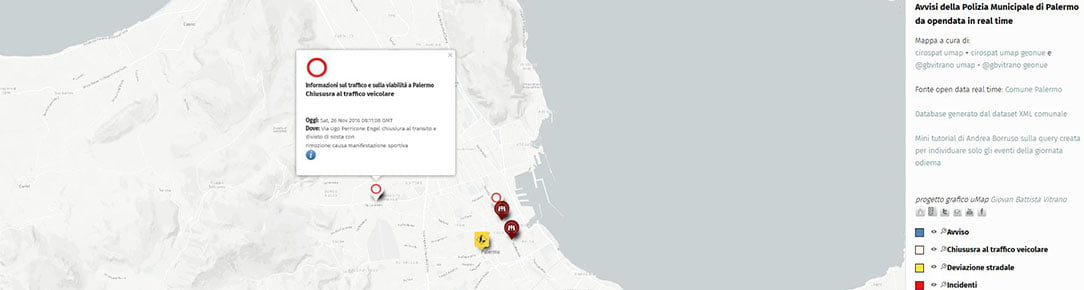 Informazioni sul traffico e sulla viabilità a Palermo
Chiususra al traffico veicolare
Oggi: Sat, 26 Nov 2016 06:11:08 GMT
Dove: Via Ugo Perricone Engel chiusura al transito e
divieto di sosta con
rimozione causa manifestazione sportiva
Palermo
Avvisi della Polizia Municipale di Palermo
da opendata in real time
Mappa a cura di:
cirospat umap - cirospat umap geonue e
@gbvitrano umap - @gbvitrano geonue
Fonte open data real time: Comune Palermo
Database generato dal dataset XML comunale
Mini tutorial di Andrea Borruso sulla query creata
per individuare solo gli eventi della giornata
odierna
progetto grafico uMap Giovan Battista Vitrano
Avviso
Chiususra al traffico veicolare
Deviazione stradale
Incidenti